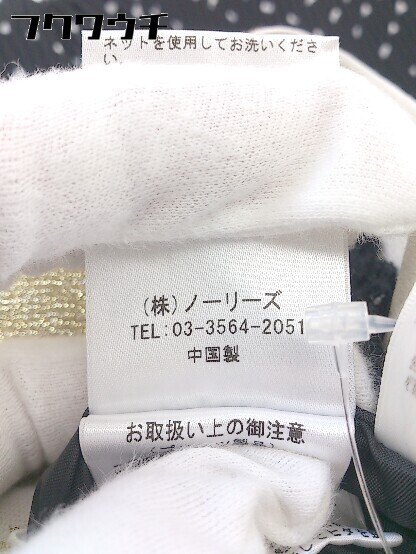 フクワウチ
ネットを使用してお洗いくださ
い。
(株)ノーリーズ
TEL:03-3564-2051
中国製
お取扱い上の御注意